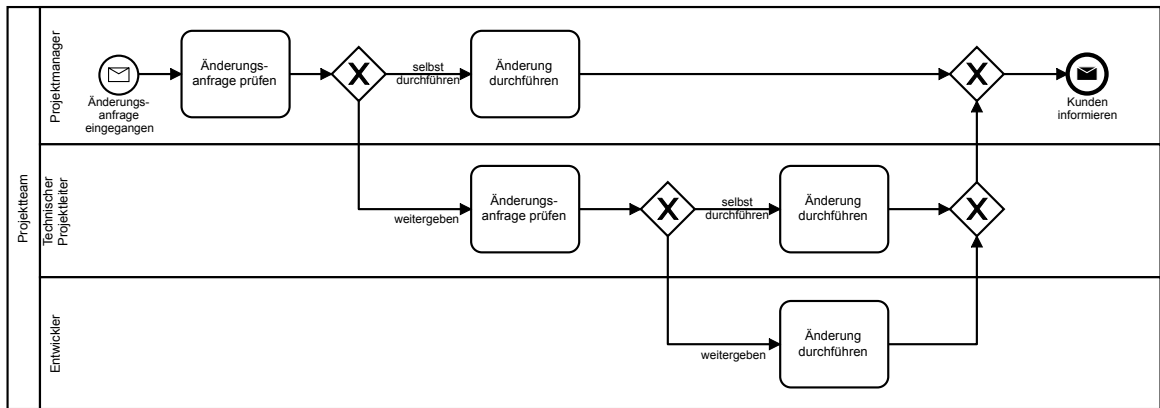 Projektteam
Projektmanager
Änderungs-
anfrage
eingegangen
Änderungs-
anfrage prüfen
selbst
durchführen
Änderung
durchführen
Kunden
informieren
Technischer
Projektleiter
weitergeben
Änderungs-
anfrage prüfen
selbst
durchführen
Änderung
durchführen
Entwickler
weitergeben
Änderung
durchführen